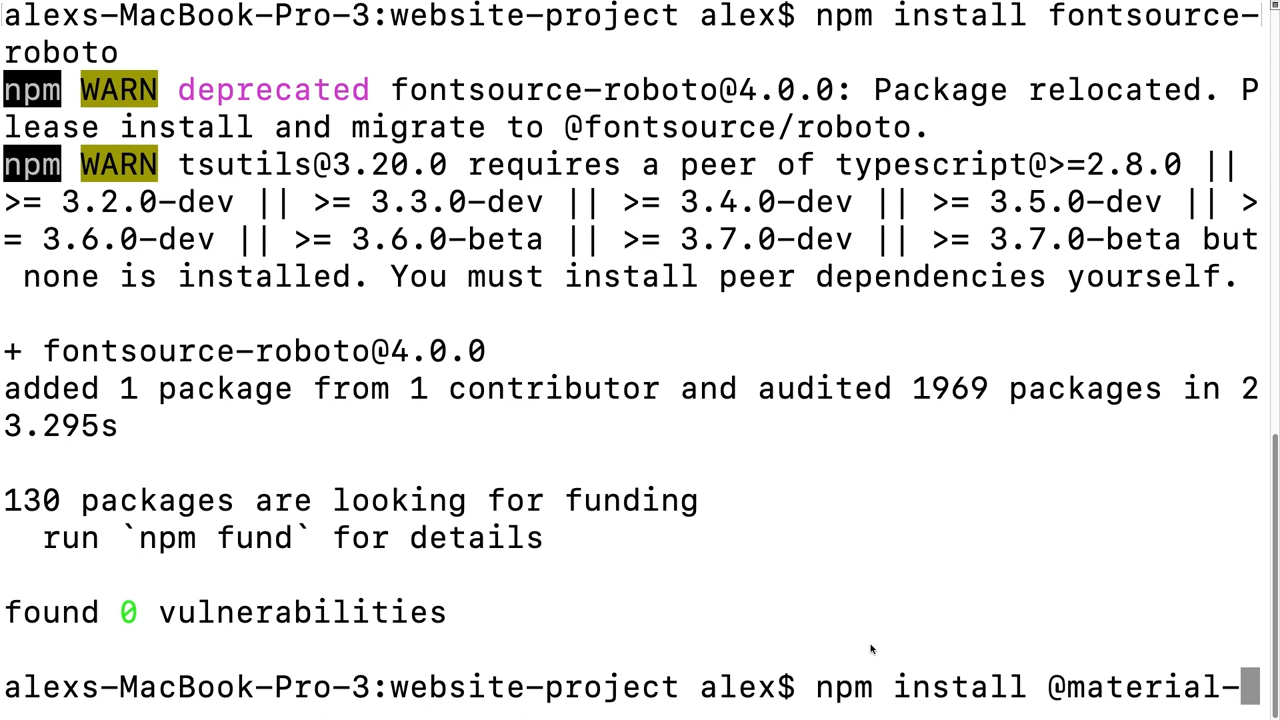 alexs-MacBook-Pro-3:website-project alex$ npm install fontsource-
roboto
npm WARN deprecated fontsource-roboto@4.0.0: Package relocated. P
lease install and migrate to @fontsource/roboto.
npm WARN tsutils@3.20.0 requires a peer of typescript@>=2.8.0 ||
>= 3.2.0-dev || >= 3.3.0-dev || >= 3.4.0-dev || >= 3.5.0-dev || >
= 3.6.0-dev || >= 3.6.0-beta || >= 3.7.0-dev || >= 3.7.0-beta but
 none is installed. You must install peer dependencies yourself.
+ fontsource-roboto@4.0.0
added 1 package from 1 contributor and audited 1969 packages in 2
3.295s
130 packages are looking for funding
  run `npm fund` for details
found 0 vulnerabilities
alexs-MacBook-Pro-3:website-project alex$ npm install @material-